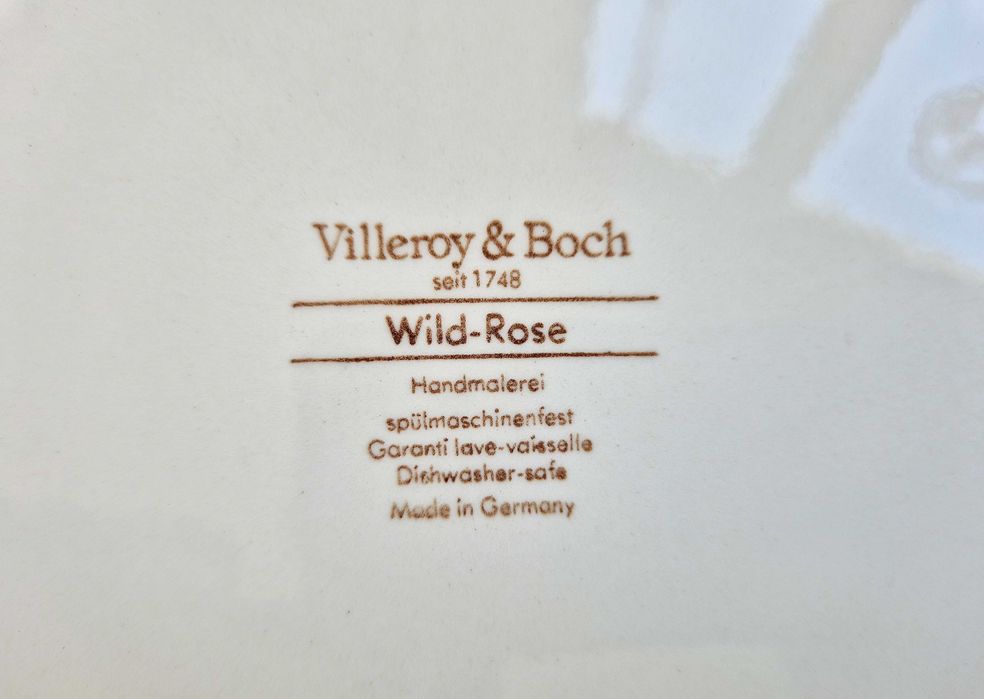 Villeroy & Boch
seit 1748
Wild-Rose
Handmalerei
spülmaschinenfest
Garanti lave-vaisselle
Dishwasher-safe
Made in Germany